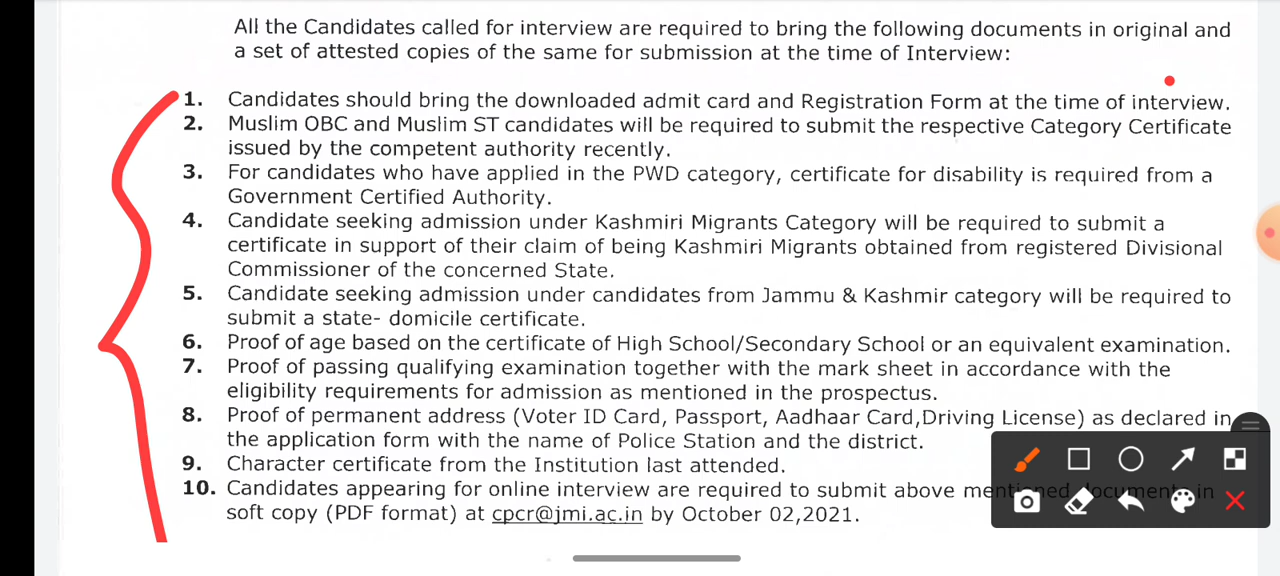 All the Candidates called for interview are required to bring the following documents in original and
a set of attested copies of the same for submission at the time of Interview:
1. Candidates should bring the downloaded admit card and Registration Form at the time of interview.
2. Muslim OBC and Muslim ST candidates will be required to submit the respective Category Certificate
issued by the competent authority recently.
3. For candidates who have applied in the PWD category, certificate for disability is required from a
Government Certified Authority.
4. Candidate seeking admission under Kashmiri Migrants Category will be required to submit a
certificate in support of their claim of being Kashmiri Migrants obtained from registered Divisional
Commissioner of the concerned State.
5. Candidate seeking admission under candidates from Jammu & Kashmir category will be required to
submit a state- domicile certificate.
6. Proof of age based on the certificate of High School/Secondary School or an equivalent examination.
7. Proof of passing qualifying examination together with the mark sheet in accordance with the
eligibility requirements for admission as mentioned in the prospectus.
8. Proof of permanent address (Voter ID Card, Passport, Aadhaar Card,Driving License) as declared in
the application form with the name of Police Station and the district.
9. Character certificate from the Institution last attended.
10. Candidates appearing for online interview are required to submit above mentioned documents in
soft copy (PDF format) at cpcr@jmi.ac.in by October 02,2021.